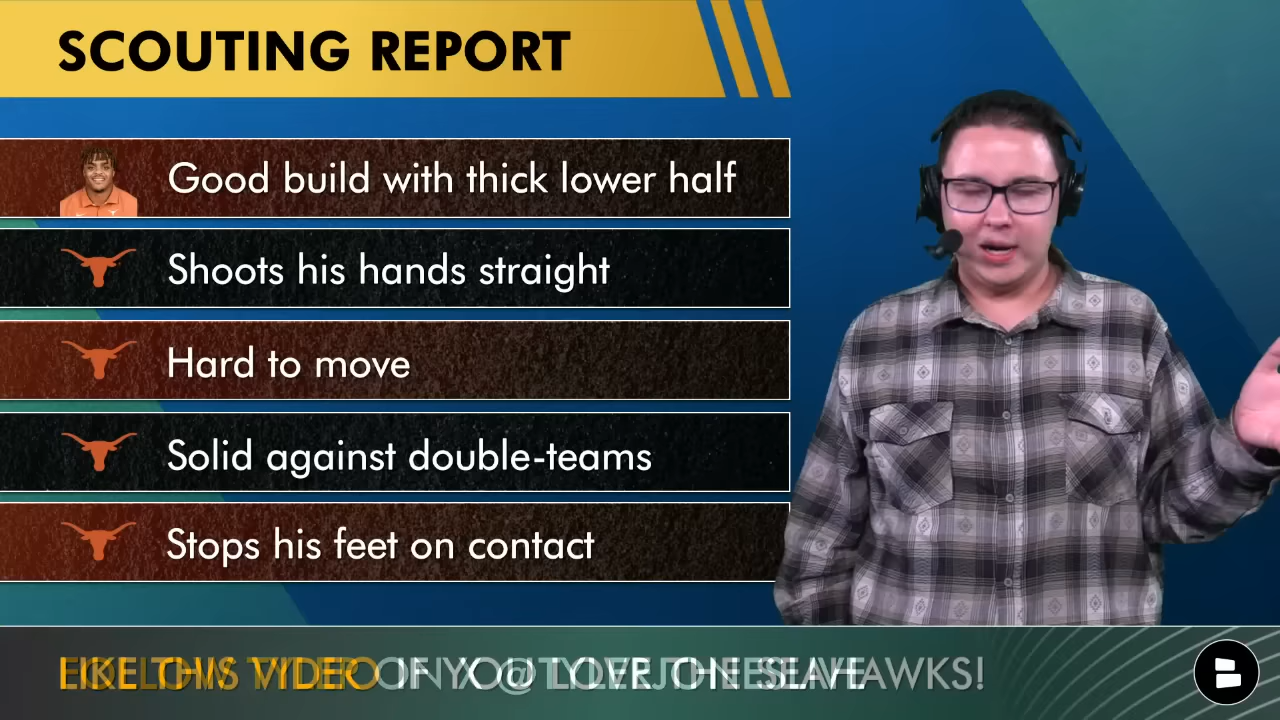 SCOUTING REPORT
Good build with thick lower half
Shoots his hands straight
Hard to move
Solid against double-teams
Stops his feet on contact